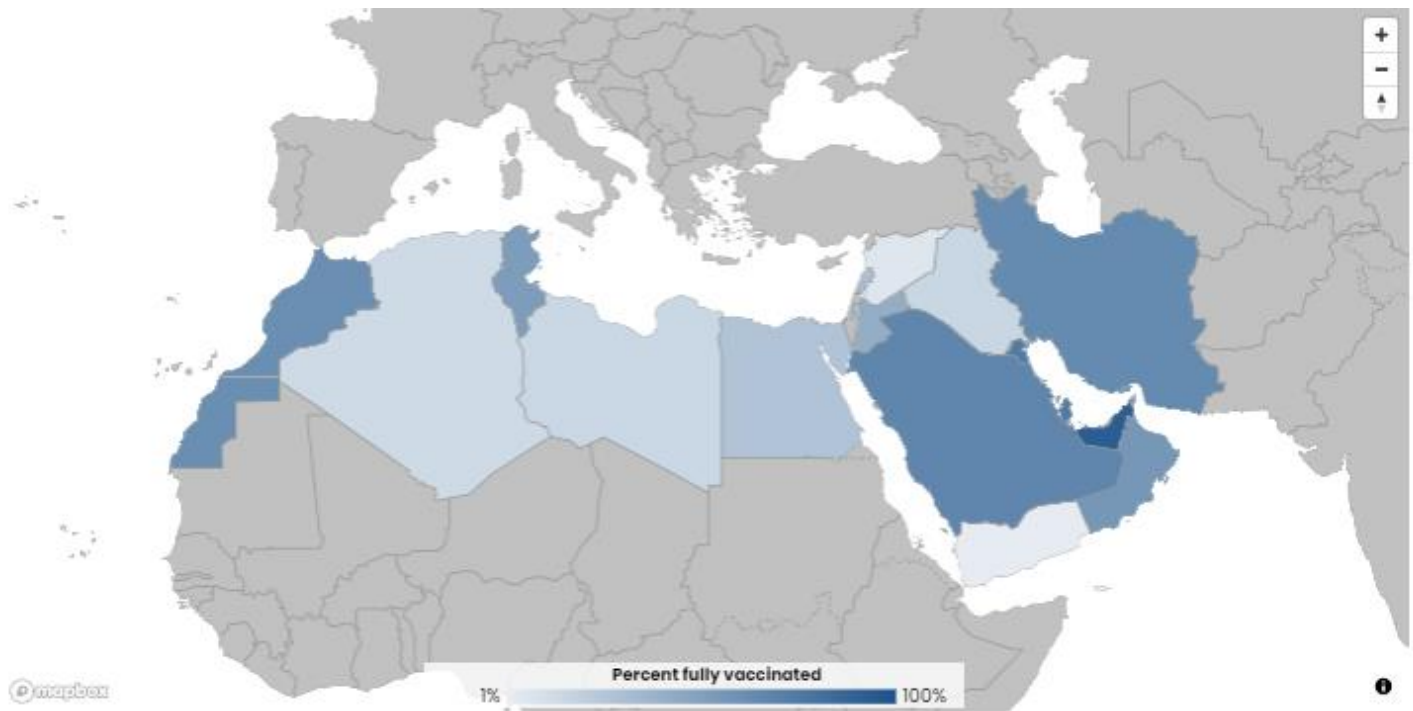 +
−
Percent fully vaccinated
1% 100%
mapbox
i